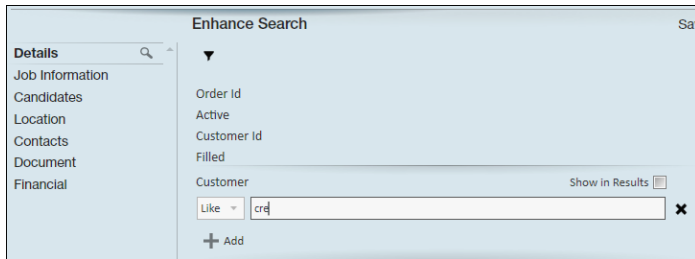 Enhance Search
Details
Job Information
Candidates
Location
Contacts
Document
Financial
Order Id
Active
Customer Id
Filled
Customer
Show in Results
Like
cre
Add